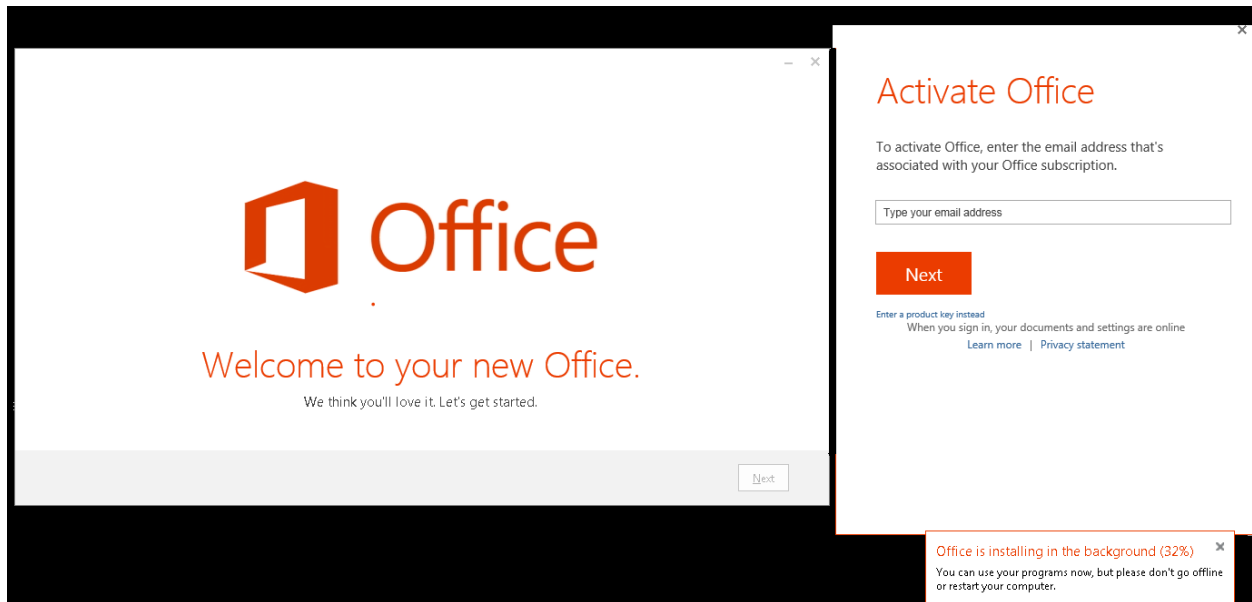 Office
Welcome to your new Office.
We think you'll love it. Let's get started.
Next
Activate Office
To activate Office, enter the email address that's
associated with your Office subscription.
Type your email address
Next
Enter a product key instead
When you sign in, your documents and settings are online
Learn more | Privacy statement
Office is installing in the background (32%)
You can use your programs now, but please don't go offline
or restart your computer.